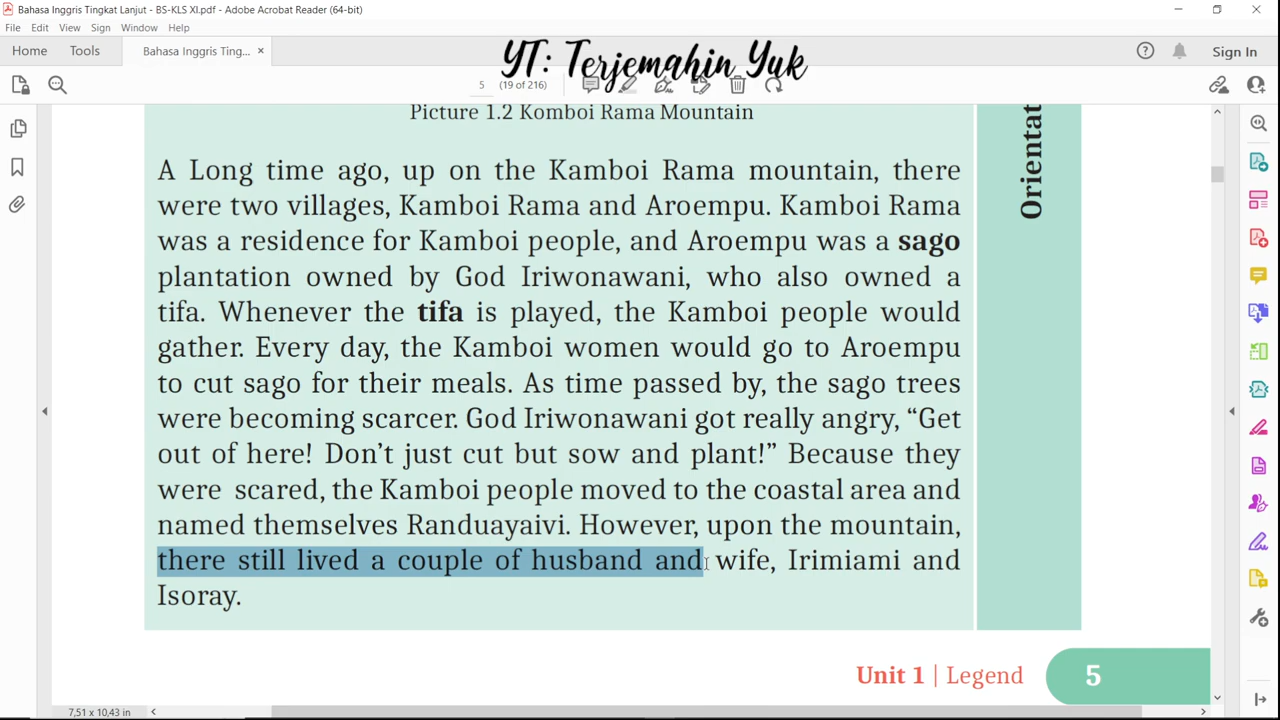 Bahasa Inggris Tingkat Lanjut - BS-KLS XI.pdf - Adobe Acrobat Reader (64-bit)
File Edit View Sign Window Help
Home Tools Bahasa Inggris Ting... × Sign In
YT: Terjemahin Yuk
5 (19 of 216)
Picture 1.2 Komboi Rama Mountain
Orientat
A Long time ago, up on the Kamboi Rama mountain, there
were two villages, Kamboi Rama and Aroempu. Kamboi Rama
was a residence for Kamboi people, and Aroempu was a sago
plantation owned by God Iriwonawani, who also owned a
tifa. Whenever the tifa is played, the Kamboi people would
gather. Every day, the Kamboi women would go to Aroempu
to cut sago for their meals. As time passed by, the sago trees
were becoming scarcer. God Iriwonawani got really angry, “Get
out of here! Don’t just cut but sow and plant!” Because they
were scared, the Kamboi people moved to the coastal area and
named themselves Randuayaivi. However, upon the mountain,
there still lived a couple of husband and wife, Irimiami and
Isoray.
Unit 1 | Legend 5
7,51 x 10,43 in